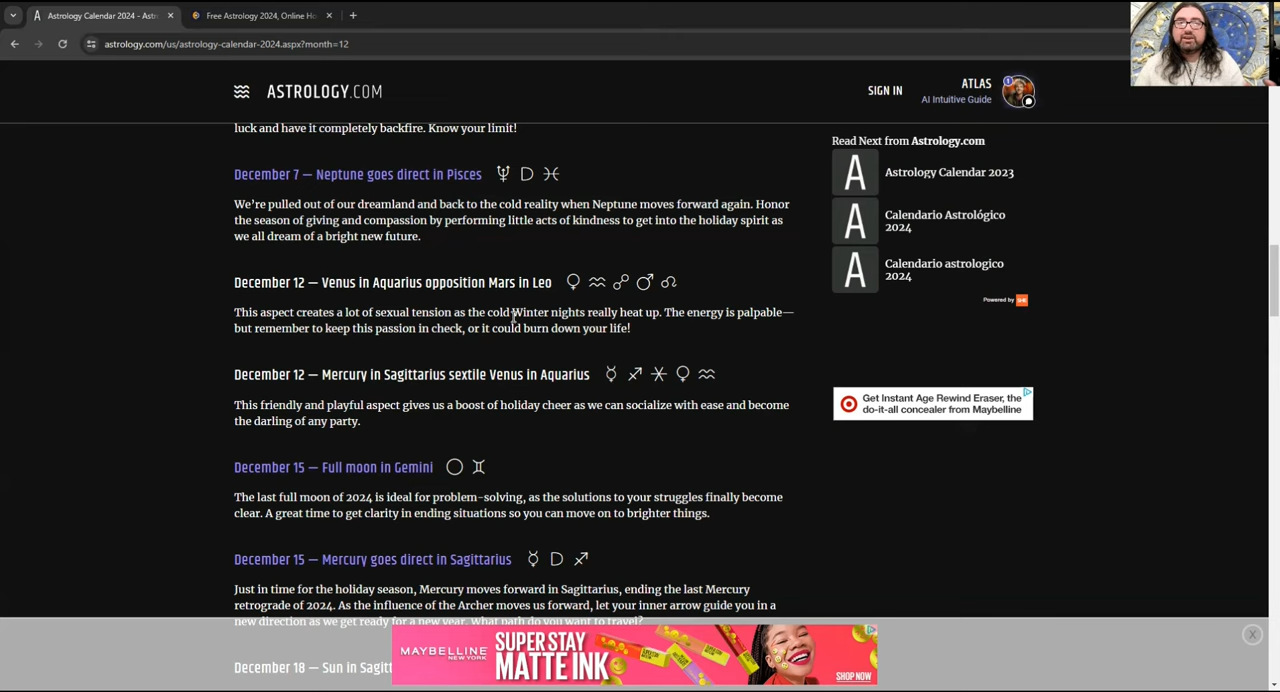 Astrology Calendar 2024 - Astr
Free Astrology 2024, Online Ho
astrology.com/us/astrology-calendar-2024.aspx?month=12
ASTROLOGY.COM
SIGN IN
ATLAS
AI Intuitive Guide
luck and have it completely backfire. Know your limit!
December 7 — Neptune goes direct in Pisces
We’re pulled out of our dreamland and back to the cold reality when Neptune moves forward again. Honor
the season of giving and compassion by performing little acts of kindness to get into the holiday spirit as
we all dream of a bright new future.
December 12 — Venus in Aquarius opposition Mars in Leo
This aspect creates a lot of sexual tension as the cold Winter nights really heat up. The energy is palpable—
but remember to keep this passion in check, or it could burn down your life!
December 12 — Mercury in Sagittarius sextile Venus in Aquarius
This friendly and playful aspect gives us a boost of holiday cheer as we can socialize with ease and become
the darling of any party.
December 15 — Full moon in Gemini
The last full moon of 2024 is ideal for problem-solving, as the solutions to your struggles finally become
clear. A great time to get clarity in ending situations so you can move on to brighter things.
December 15 — Mercury goes direct in Sagittarius
Just in time for the holiday season, Mercury moves forward in Sagittarius, ending the last Mercury
retrograde of 2024. As the influence of the Archer moves us forward, let your inner arrow guide you in a
new direction as we get ready for a new year. What path do you want to travel?
December 18 — Sun in Sagitt
Read Next from Astrology.com
A
Astrology Calendar 2023
A
Calendario Astrológico
2024
A
Calendario astrologico
2024
Powered by
Get Instant Age Rewind Eraser, the
do-it-all concealer from Maybelline
MAYBELLINE
NEW YORK
SUPER STAY
MATTE INK
SHOP NOW
X